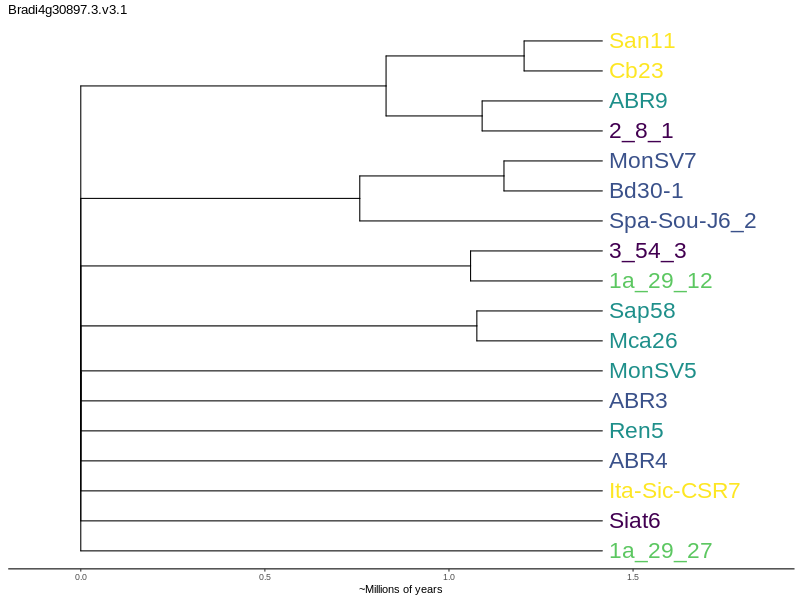 Bradi4g30897.3.v3.1
San11
Cb23
ABR9
2_8_1
MonSV7
Bd30-1
Spa-Sou-J6_2
3_54_3
1a_29_12
Sap58
Mca26
MonSV5
ABR3
Ren5
ABR4
Ita-Sic-CSR7
Siat6
1a_29_27
0.0 0.5 1.0 1.5
~Millions of years